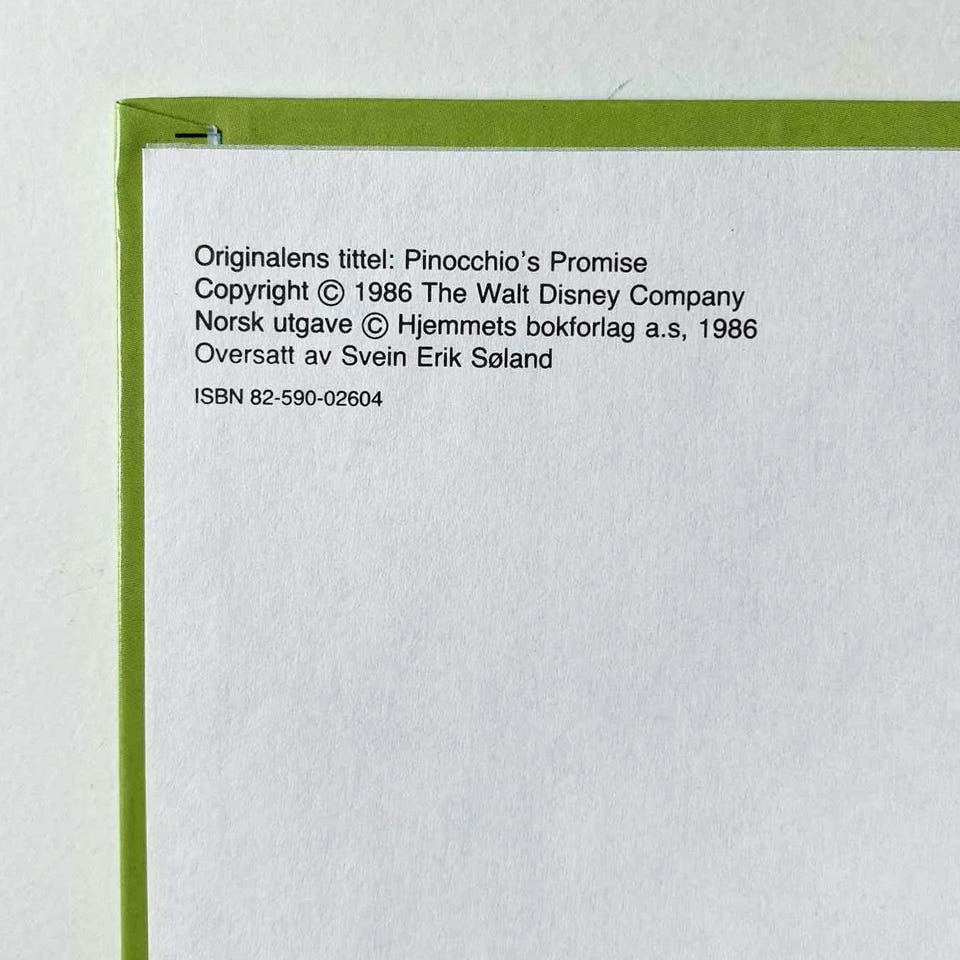 Originalens tittel: Pinocchio's Promise
Copyright © 1986 The Walt Disney Company
Norsk utgave © Hjemmets bokforlag a.s, 1986
Oversatt av Svein Erik Søland
ISBN 82-590-02604